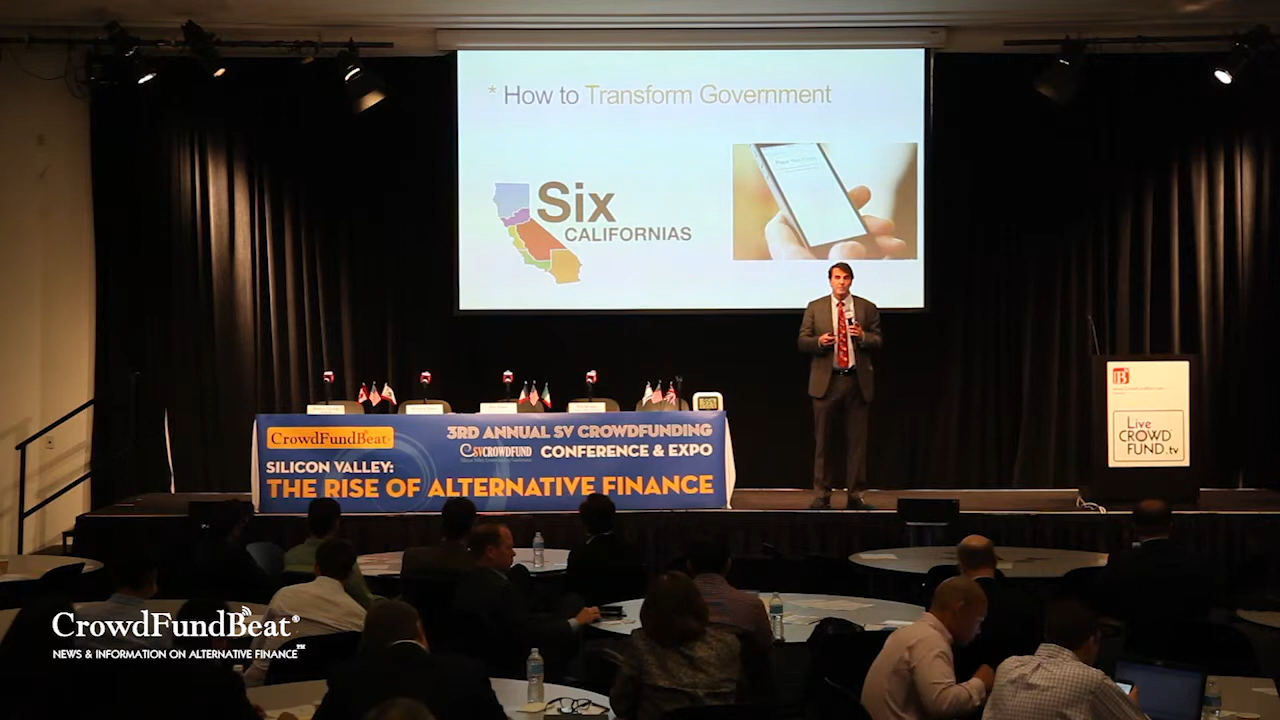 * How to Transform Government
Six
CALIFORNIAS
CrowdFundBeat
3RD ANNUAL SV CROWDFUNDING
SVCROWDFUND
CONFERENCE & EXPO
SILICON VALLEY:
THE RISE OF ALTERNATIVE FINANCE
B
Live
CROWD
FUND.tv
CrowdFundBeat®
NEWS & INFORMATION ON ALTERNATIVE FINANCE™